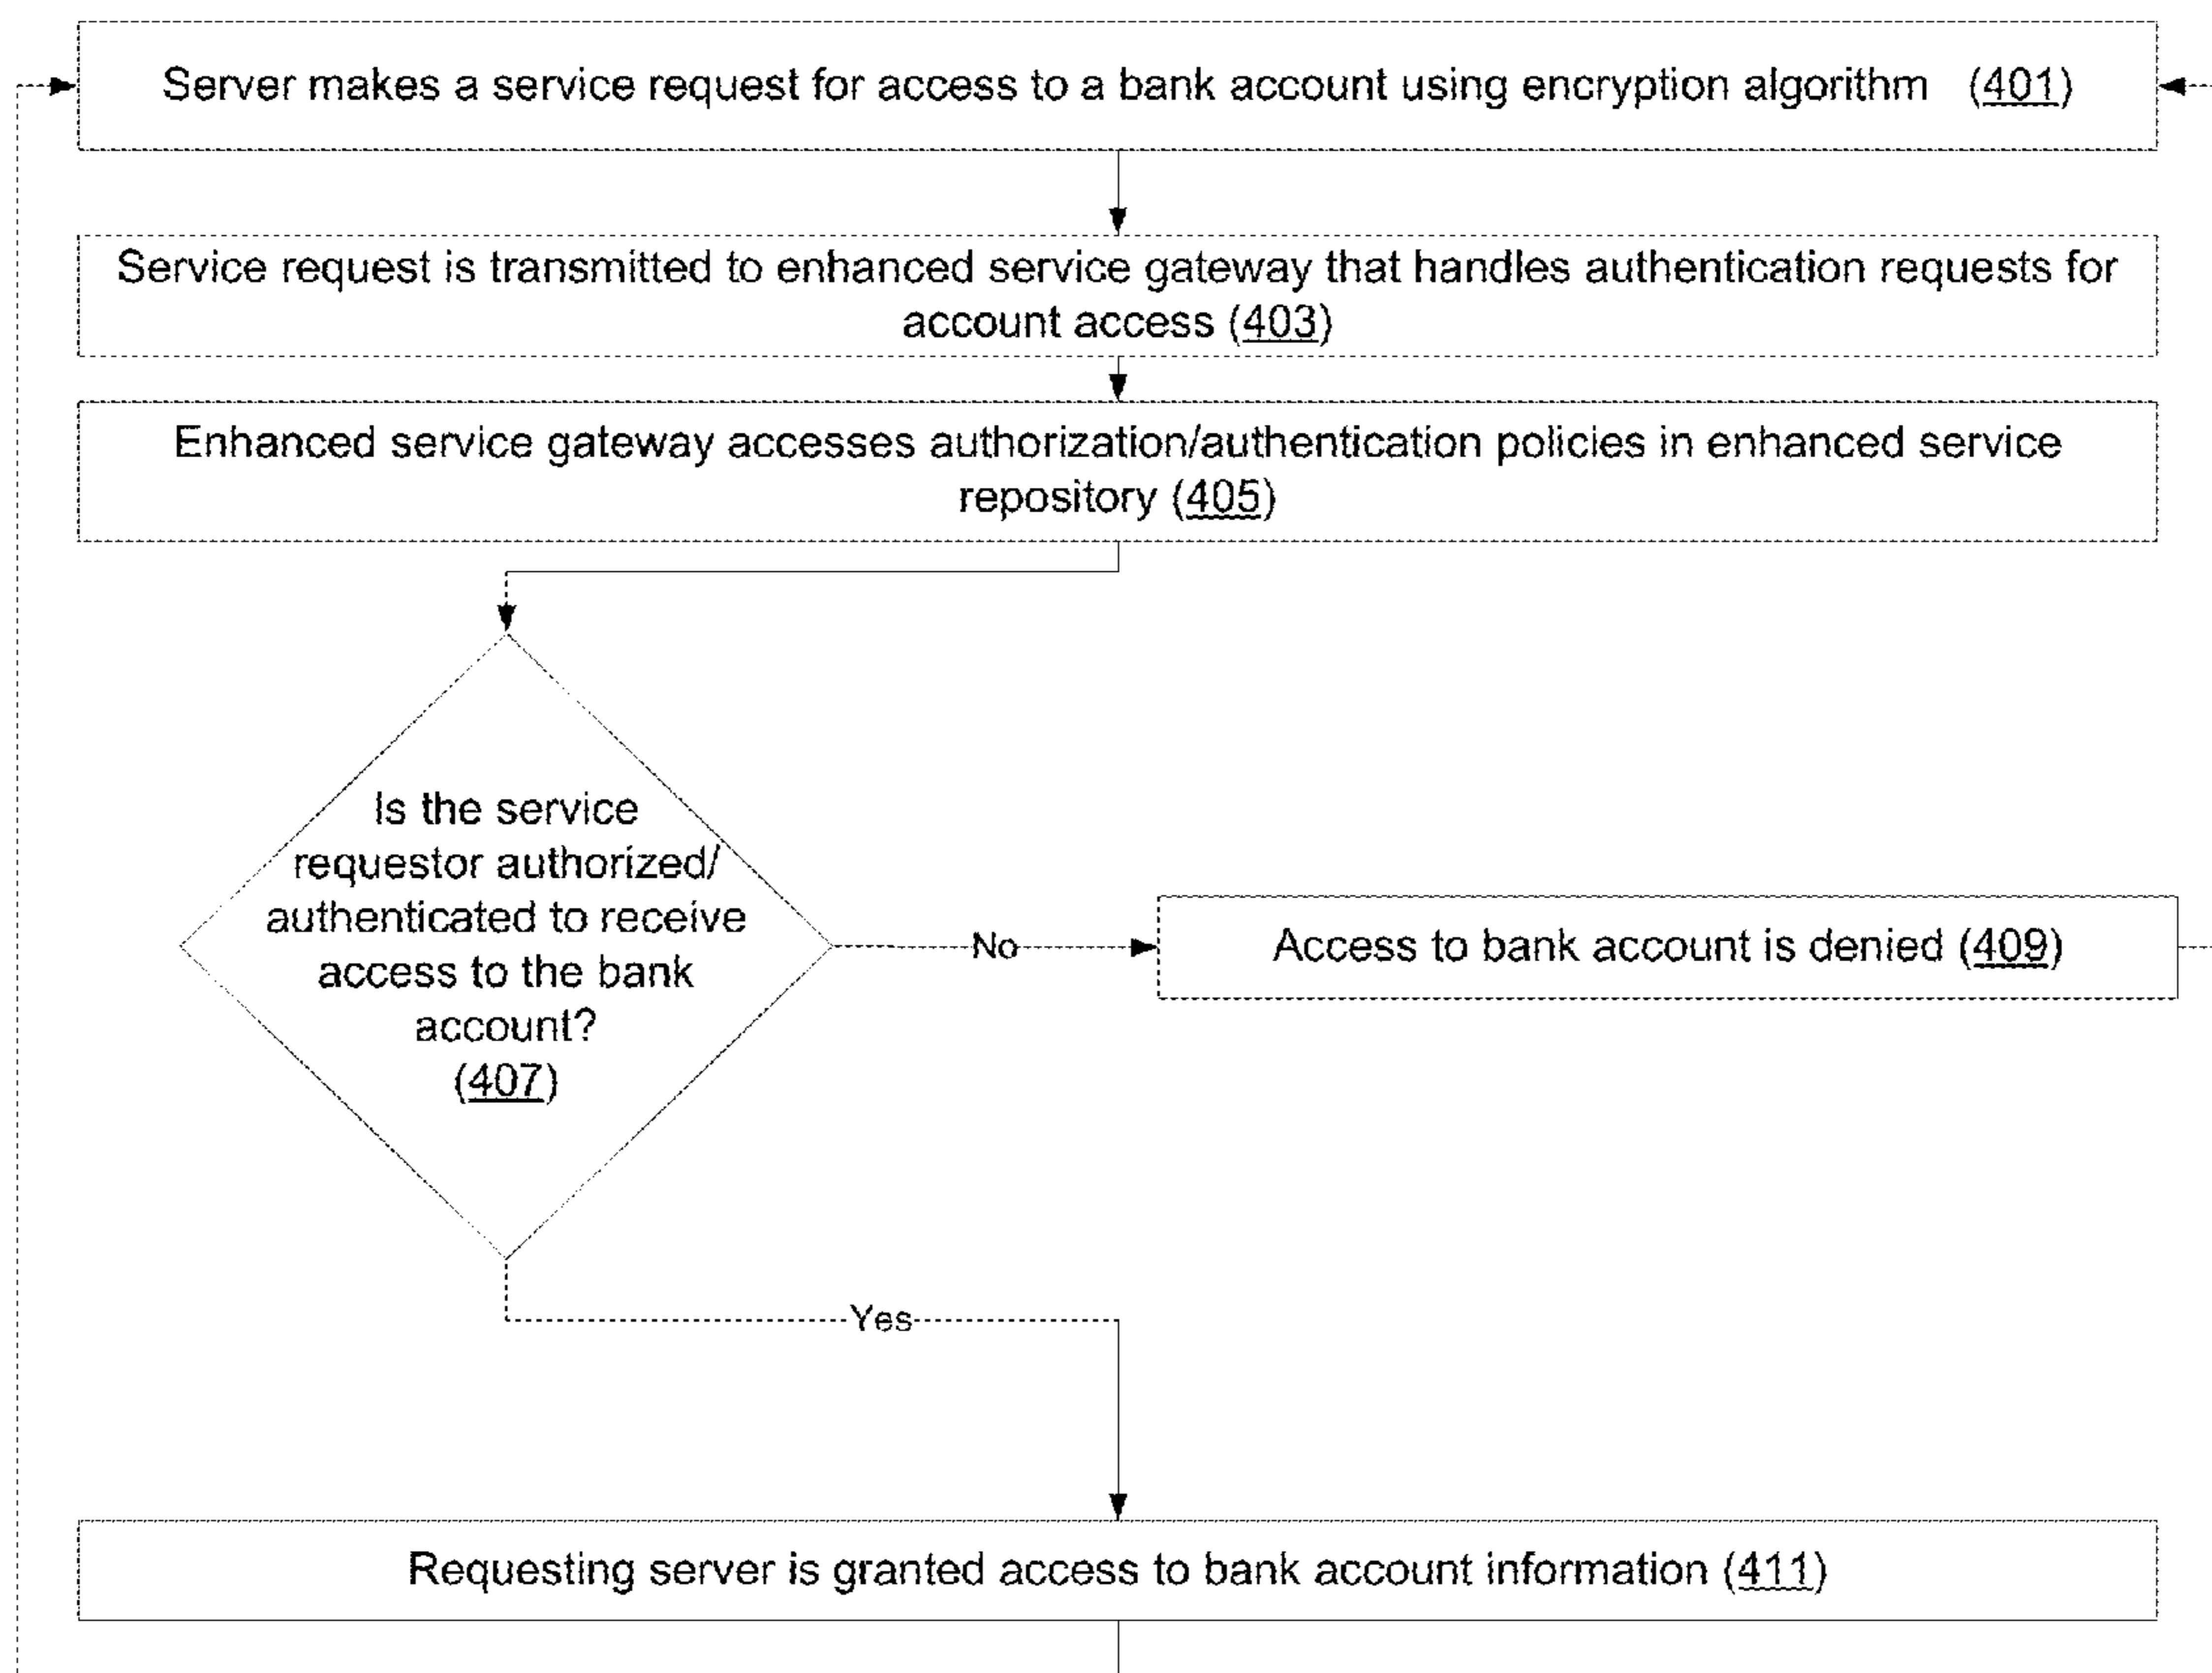 Server makes a service request for access to a bank account using encryption algorithm (401)
Service request is transmitted to enhanced service gateway that handles authentication requests for
account access (403)
Enhanced service gateway accesses authorization/authentication policies in enhanced service
repository (405)
Is the service
requestor authorized/
authenticated to receive
access to the bank
account?
(407)
No
Access to bank account is denied (409)
Yes
Requesting server is granted access to bank account information (411)